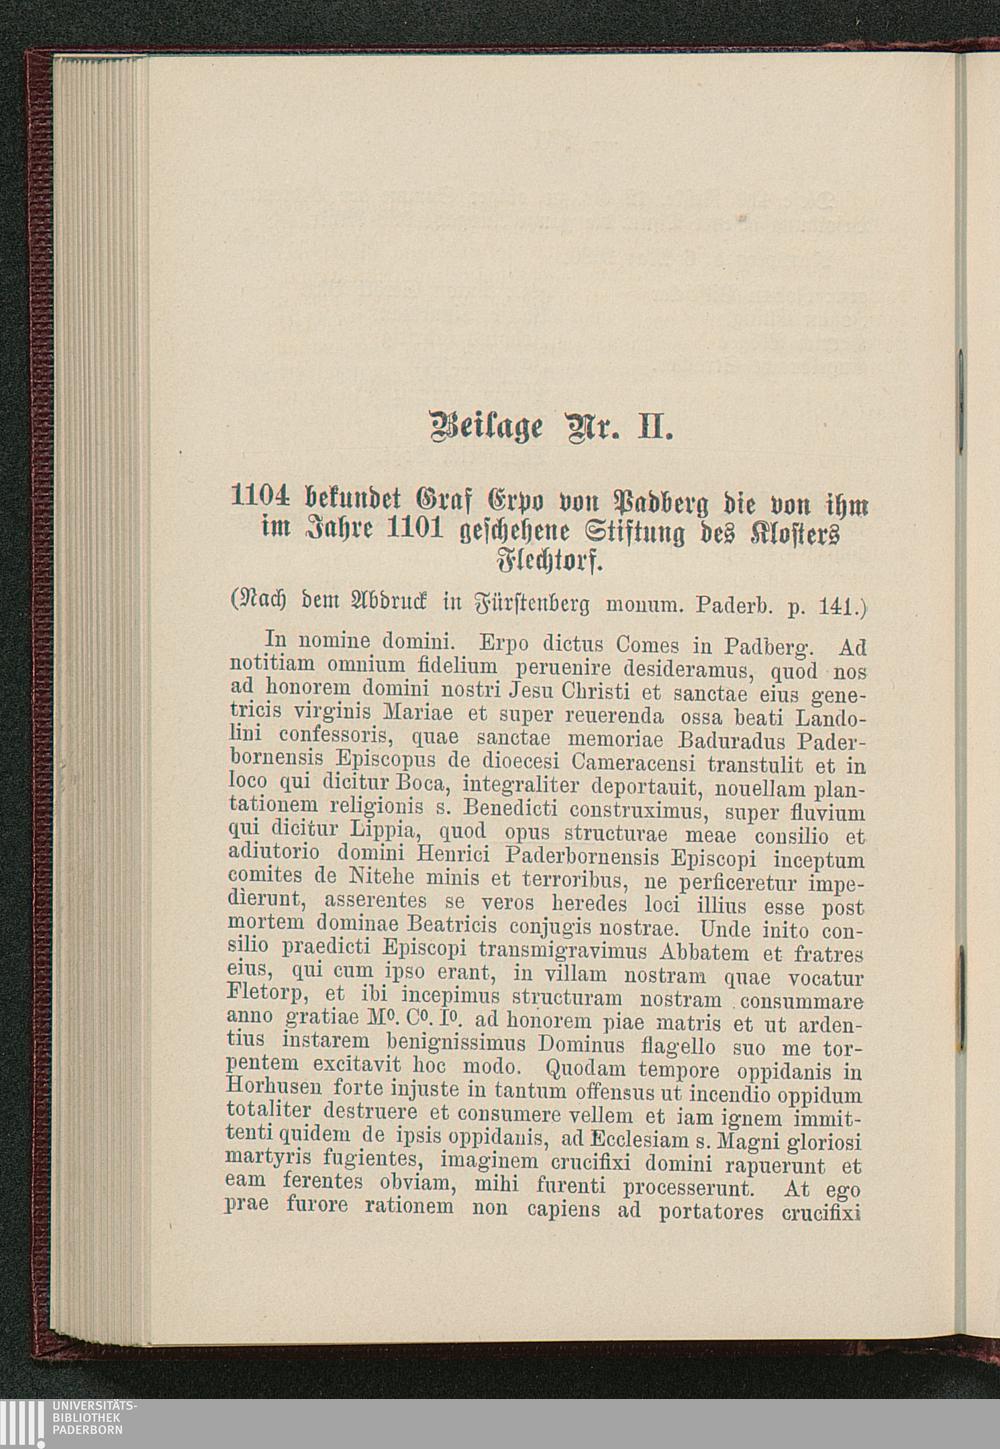 Beilage Nr. II.
1104 bekundet Graf Erpo von Padberg die von ihm
im Jahre 1101 geschehene Stiftung des Klosters
Flechtorf.
(Nach dem Abdruck in Fürstenberg monum. Paderb. p. 141.)
In nomine domini. Erpo dictus Comes in Padberg. Ad
notitiam omnium fidelium peruenire desideramus, quod nos
ad honorem domini nostri Jesu Christi et sanctae eius gene-
tricis virginis Mariae et super reuerenda ossa beati Lando-
lini confessoris, quae sanctae memoriae Baduradus Pader-
bornensis Episcopus de dioecesi Cameracensi transtulit et in
loco qui dicitur Boca, integraliter deportauit, nouellam plan-
tationem religionis s. Benedicti construximus, super fluvium
qui dicitur Lippia, quod opus structurae meae consilio et
adiutorio domini Henrici Paderbornensis Episcopi inceptum
comites de Nitehe minis et terroribus, ne perficeretur impe-
dierunt, asserentes se veros heredes loci illius esse post
mortem dominae Beatricis conjugis nostrae. Unde inito con-
silio praedicti Episcopi transmigravimus Abbatem et fratres
eius, qui cum ipso erant, in villam nostram quae vocatur
Fletorp, et ibi incepimus structuram nostram consummare
anno gratiae Mº. Cº. Iº. ad honorem piae matris et ut arden-
tius instarem benignissimus Dominus flagello suo me tor-
pentem excitavit hoc modo. Quodam tempore oppidanis in
Horhusen forte injuste in tantum offensus ut incendio oppidum
totaliter destruere et consumere vellem et iam ignem immit-
tenti quidem de ipsis oppidanis, ad Ecclesiam s. Magni gloriosi
martyris fugientes, imaginem crucifixi domini rapuerunt et
eam ferentes obviam, mihi furenti processerunt. At ego
prae furore rationem non capiens ad portatores crucifixi
UNIVERSITÄTS-
BIBLIOTHEK
PADERBORN